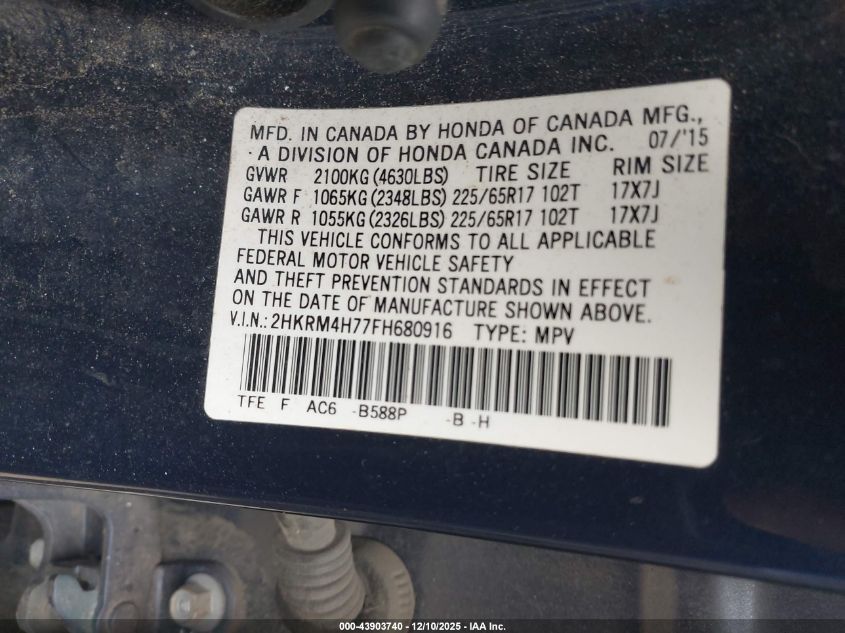 MFD. IN CANADA BY HONDA OF CANADA MFG.,
A DIVISION OF HONDA CANADA INC. 07/'15
GVWR 2100KG (4630LBS) TIRE SIZE RIM SIZE
GAWR F 1065KG (2348LBS) 225/65R17 102T 17X7J
GAWR R 1055KG (2326LBS) 225/65R17 102T 17X7J
THIS VEHICLE CONFORMS TO ALL APPLICABLE
FEDERAL MOTOR VEHICLE SAFETY
AND THEFT PREVENTION STANDARDS IN EFFECT
ON THE DATE OF MANUFACTURE SHOWN ABOVE.
V.I.N.: 2HKRM4H77FH680916 TYPE: MPV
TFE F AC6 -B588P -B -H
000-43903740 - 12/10/2025 - IAA Inc.